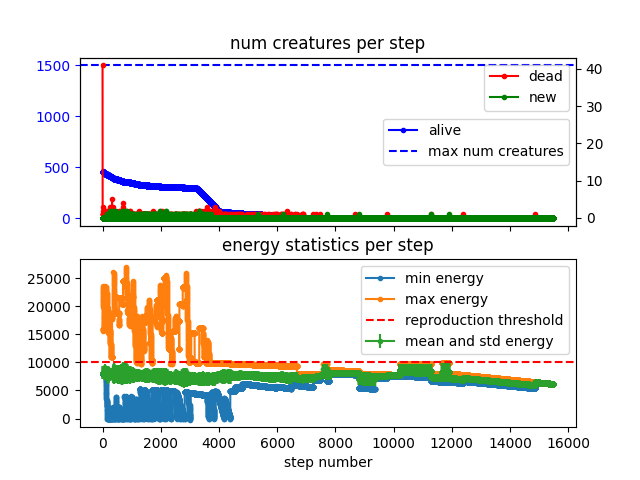 num creatures per step
1500
1000
500
0
40
30
20
10
0
dead
new
alive
max num creatures
energy statistics per step
25000
20000
15000
10000
5000
0
min energy
max energy
reproduction threshold
mean and std energy
0 2000 4000 6000 8000 10000 12000 14000 16000
step number